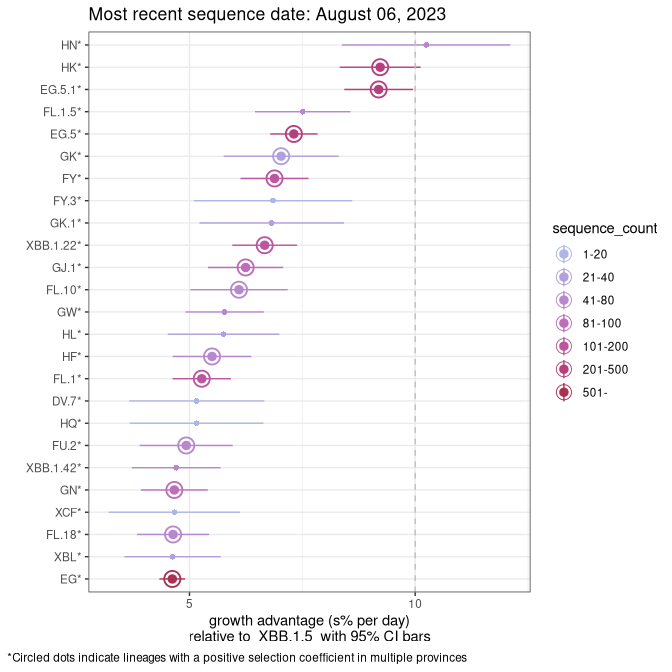 Most recent sequence date: August 06, 2023
HN*
HK*
EG.5.1*
FL.1.5*
EG.5*
GK*
FY*
FY.3*
GK.1*
XBB.1.22*
GJ.1*
FL.10*
GW*
HL*
HF*
FL.1*
DV.7*
HQ*
FU.2*
XBB.1.42*
GN*
XCF*
FL.18*
XBL*
EG*
5
10
growth advantage (s% per day)
relative to XBB.1.5 with 95% CI bars
sequence_count
1-20
21-40
41-80
81-100
101-200
201-500
501-
*Circled dots indicate lineages with a positive selection coefficient in multiple provinces